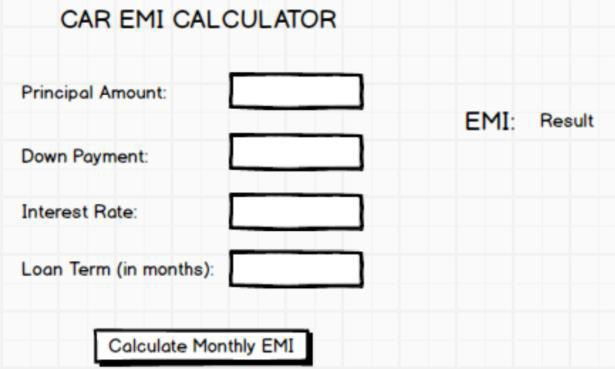 CAR EMI CALCULATOR
Principal Amount:
EMI: Result
Down Payment:
Interest Rate:
Loan Term (in months):
Calculate Monthly EMI